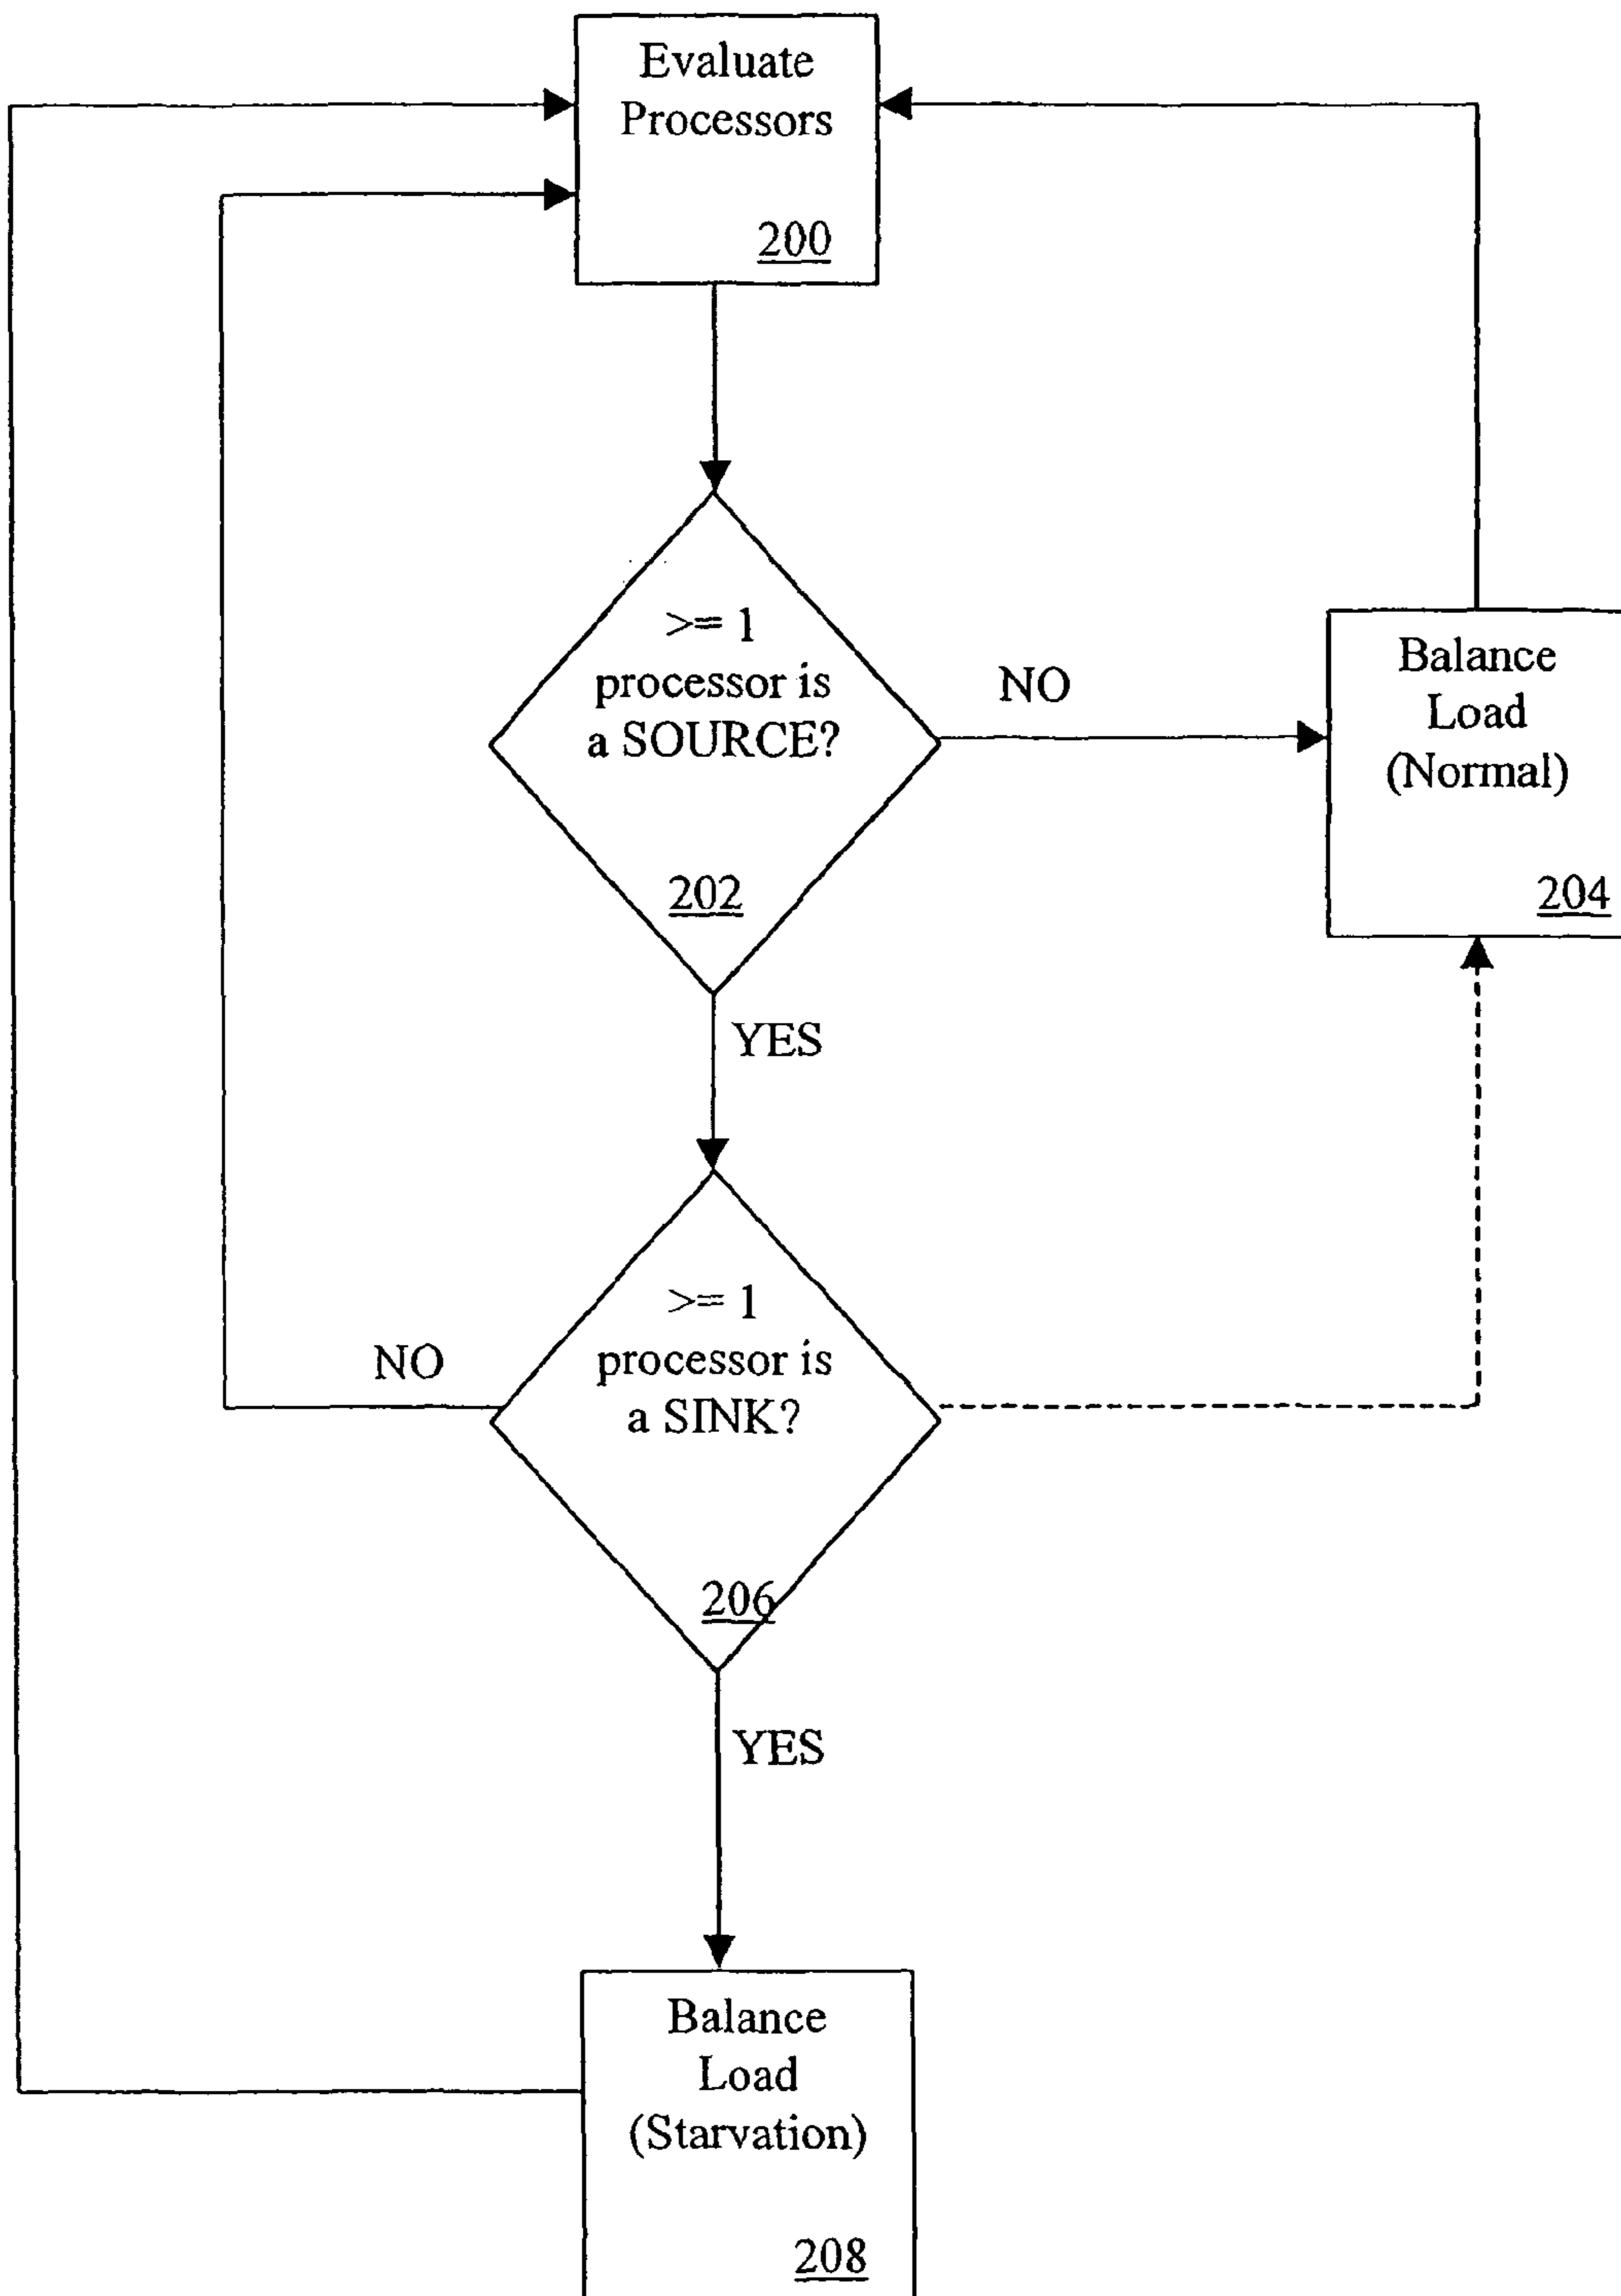 Evaluate
Processors
200
>= 1
processor is
a SOURCE?
202
NO
Balance
Load
(Normal)
204
YES
>= 1
processor is
a SINK?
206
NO
YES
Balance
Load
(Starvation)
208